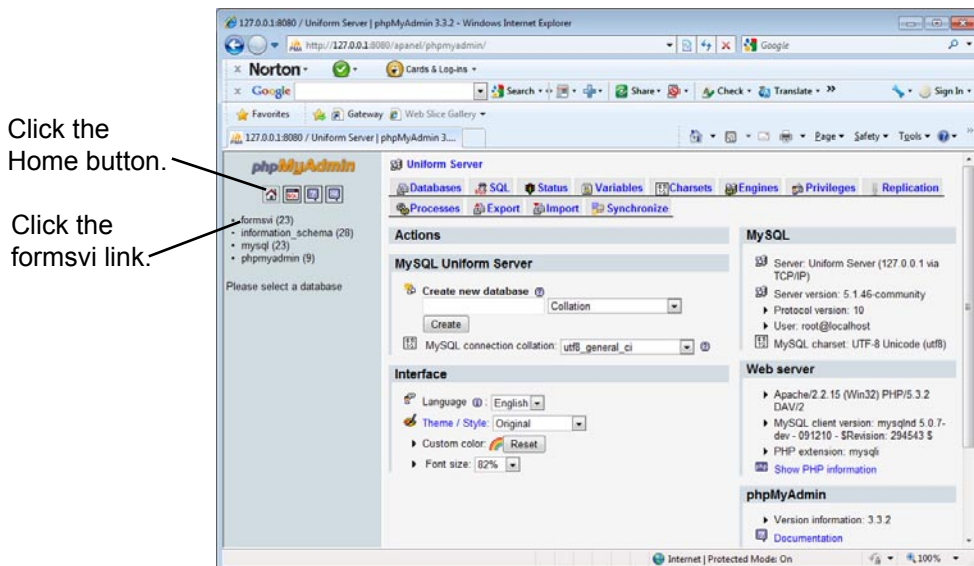 127.0.0.1:8080 / Uniform Server | phpMyAdmin 3.3.2 - Windows Internet Explorer
http://127.0.0.1:8080/apanel/phpmyadmin/
Google
x Norton
Cards & Log-ins
x Google
Search
Share
Check
Translate
Sign In
Favorites
Gateway
Web Slice Gallery
127.0.0.1:8080 / Uniform Server | phpMyAdmin 3....
Page
Safety
Tools
Click the
Home button.
Click the
formsvi link.
phpMyAdmin
formsvi (23)
information_schema (28)
mysql (23)
phpmyadmin (9)
Please select a database
Uniform Server
Databases SQL Status Variables Charsets Engines Privileges Replication
Processes Export Import Synchronize
Actions
MySQL Uniform Server
Create new database
Collation
Create
MySQL connection collation: utf8_general_ci
Interface
Language : English
Theme / Style: Original
Custom color: Reset
Font size: 82%
MySQL
Server: Uniform Server (127.0.0.1 via
TCP/IP)
Server version: 5.1.46-community
Protocol version: 10
User: root@localhost
MySQL charset: UTF-8 Unicode (utf8)
Web server
Apache/2.2.15 (Win32) PHP/5.3.2
DAV/2
MySQL client version: mysqlnd 5.0.7-
dev - 091210 - $Revision: 294543 $
PHP extension: mysqli
Show PHP information
phpMyAdmin
Version information: 3.3.2
Documentation
Internet | Protected Mode: On
100%